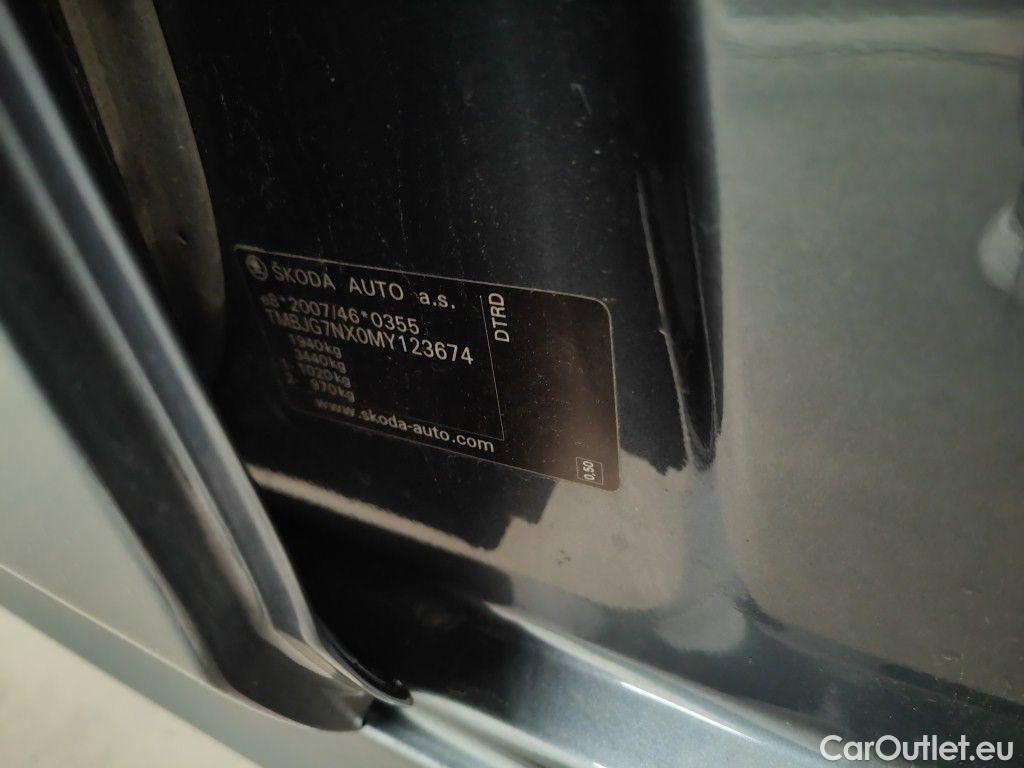 ŠKODA AUTO a.s.
e8*2007/46*0355
TMBJG7NX0MY123674
1940kg
3440kg
1. 1020kg
2. 970kg
www.skoda-auto.com
DTRD
0.50
CarOutlet.eu